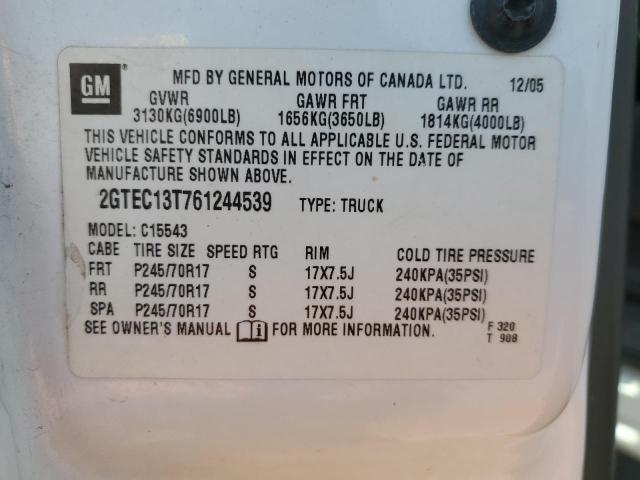 GM
MFD BY GENERAL MOTORS OF CANADA LTD. 12/05
GVWR GAWR FRT GAWR RR
3130KG(6900LB) 1656KG(3650LB) 1814KG(4000LB)
THIS VEHICLE CONFORMS TO ALL APPLICABLE U.S. FEDERAL MOTOR
VEHICLE SAFETY STANDARDS IN EFFECT ON THE DATE OF
MANUFACTURE SHOWN ABOVE.
2GTEC13T761244539 TYPE: TRUCK
MODEL: C15543
CABE TIRE SIZE SPEED RTG RIM COLD TIRE PRESSURE
FRT P245/70R17 S 17X7.5J 240KPA(35PSI)
RR P245/70R17 S 17X7.5J 240KPA(35PSI)
SPA P245/70R17 S 17X7.5J 240KPA(35PSI)
SEE OWNER'S MANUAL FOR MORE INFORMATION. F 320
T 908